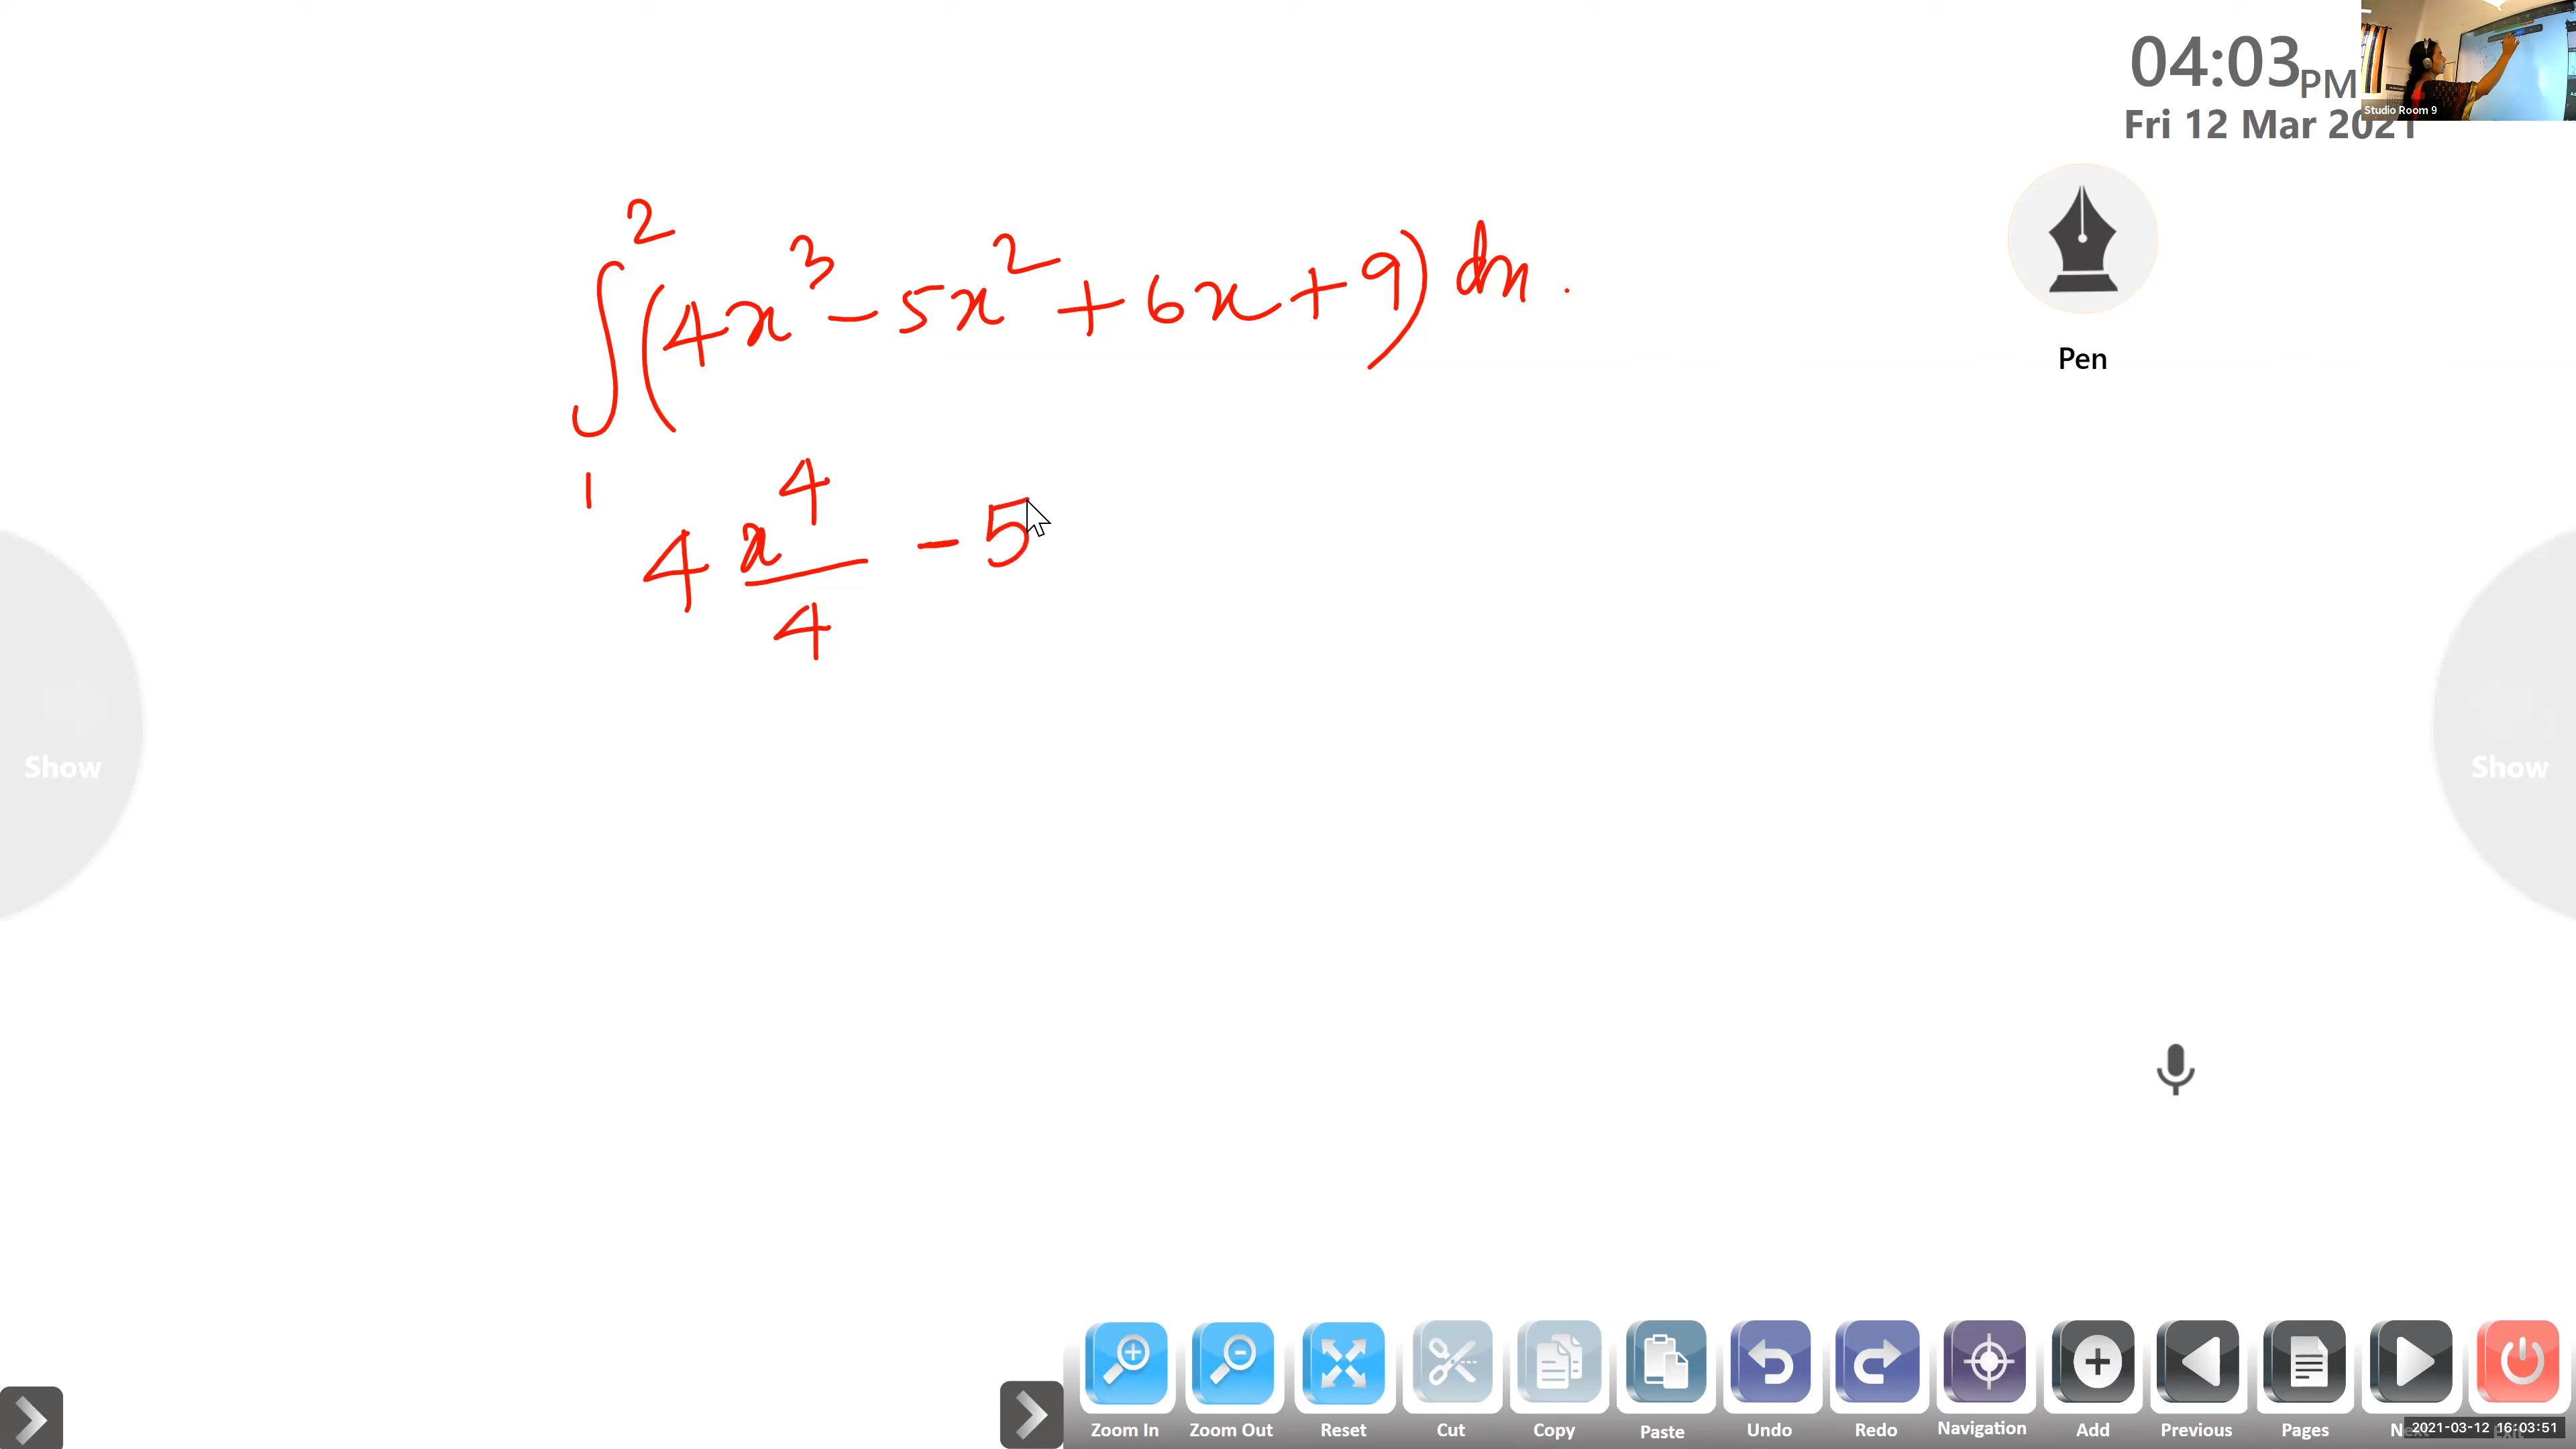 04:03PM
Fri 12 Mar 2021
Studio Room 9
∫₁² (4x³ - 5x² + 6x + 9) dx.
4 x⁴/4 - 5
Pen
Show
Show
Zoom In
Zoom Out
Reset
Cut
Copy
Paste
Undo
Redo
Navigation
Add
Previous
Pages
2021-03-12 16:03:51